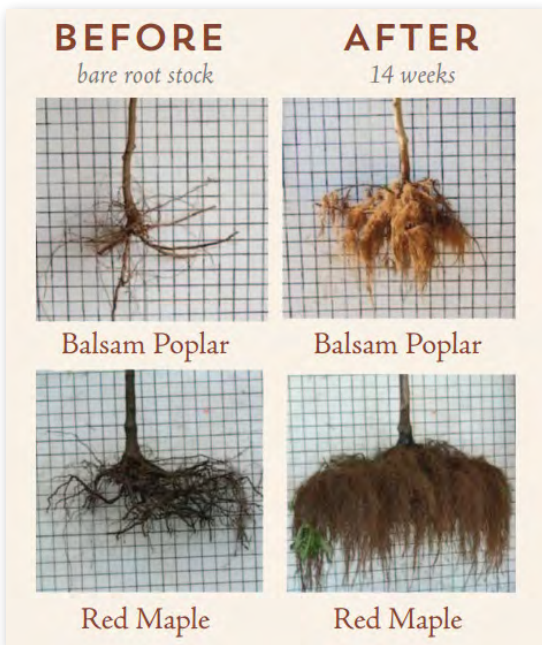 BEFORE
AFTER
bare root stock
14 weeks
Balsam Poplar
Balsam Poplar
Red Maple
Red Maple